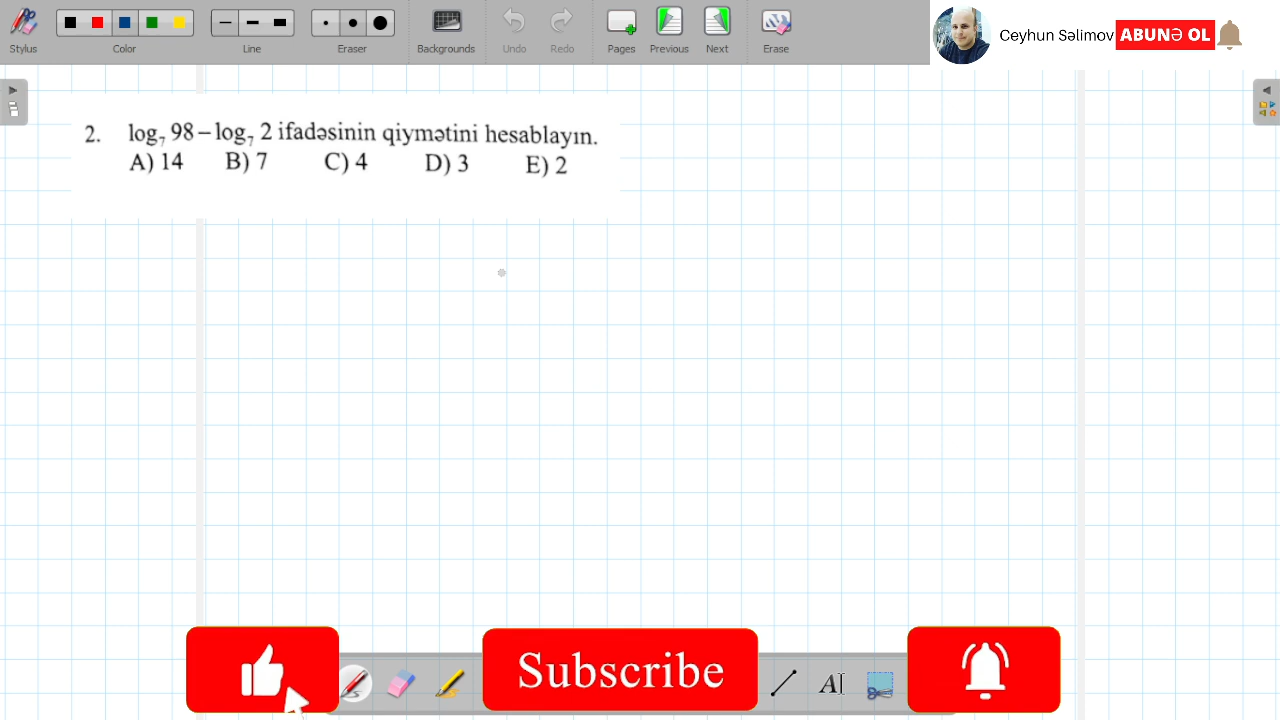 Stylus
Color
Line
Eraser
Backgrounds
Undo
Redo
Pages
Previous
Next
Erase
Ceyhun Səlimov
ABUNƏ OL
2. log₇ 98 – log₇ 2 ifadəsinin qiymətini hesablayın.
A) 14 B) 7 C) 4 D) 3 E) 2
Subscribe
A